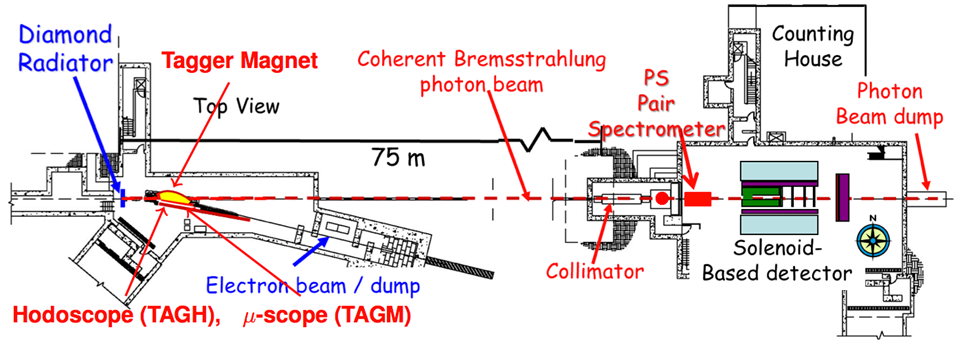 Diamond
Radiator
Tagger Magnet
Top View
Coherent Bremsstrahlung
photon beam
75 m
PS
Pair
Spectrometer
Counting
House
Photon
Beam dump
N
Solenoid-
Based detector
Collimator
Electron beam / dump
Hodoscope (TAGH), μ-scope (TAGM)